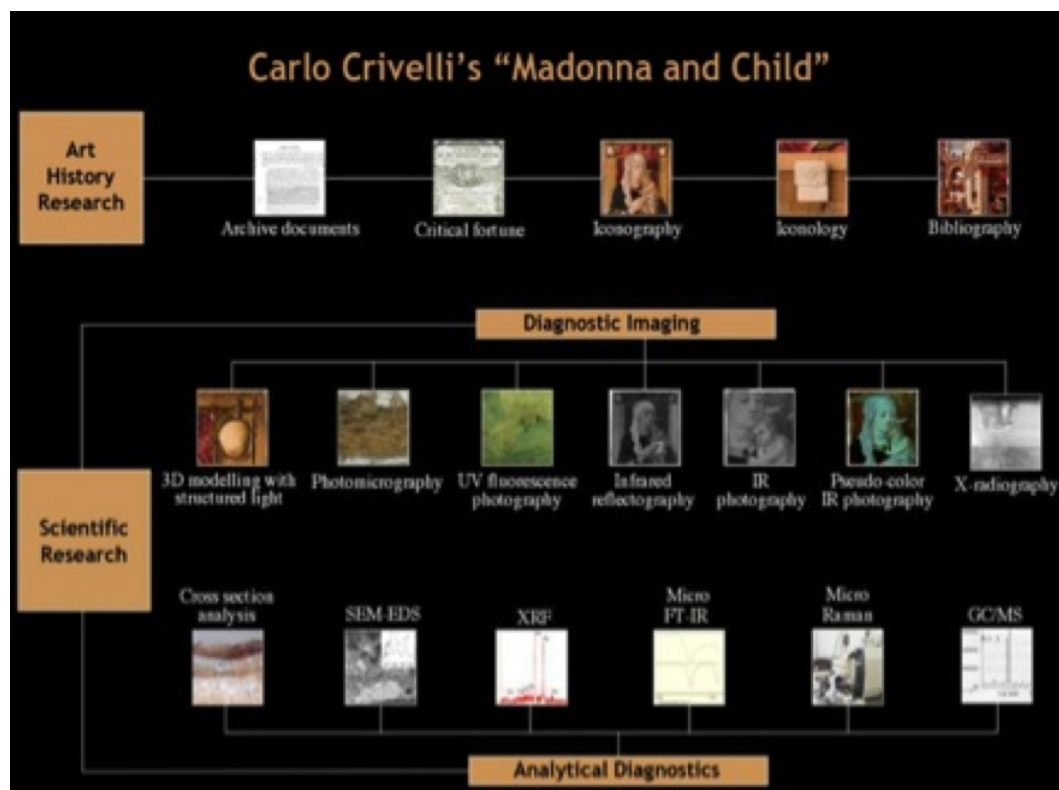 Carlo Crivelli's “Madonna and Child”
Art
History
Research
Archive documents
Critical fortune
Iconography
Iconology
Bibliography
Diagnostic Imaging
3D modelling with
structured light
Photomicrography
UV fluorescence
photography
Infrared
reflectography
IR
photography
Pseudo-color
IR photography
X-radiography
Scientific
Research
Cross section
analysis
SEM-EDS
XRF
Micro
FT-IR
Micro
Raman
GC/MS
Analytical Diagnostics